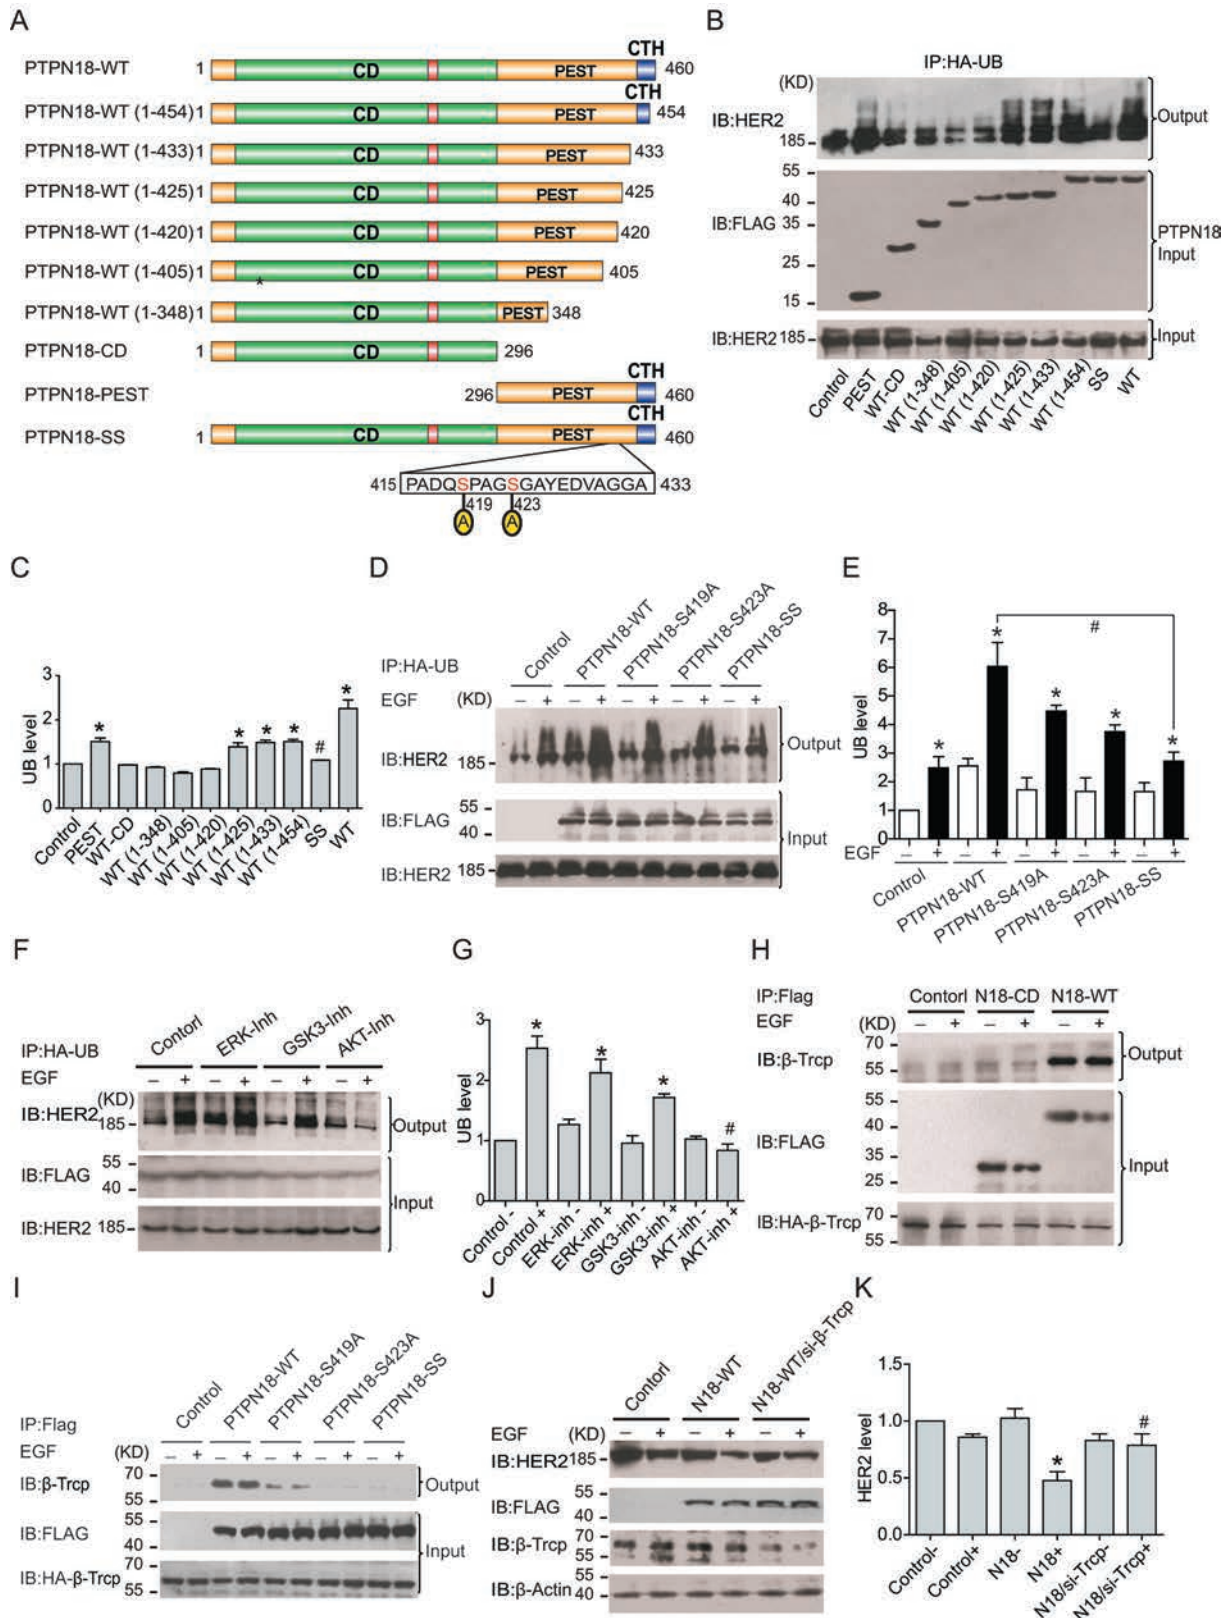 A
PTPN18-WT 1 CD PEST CTH 460
PTPN18-WT (1-454) 1 CD PEST CTH 454
PTPN18-WT (1-433) 1 CD PEST 433
PTPN18-WT (1-425) 1 CD PEST 425
PTPN18-WT (1-420) 1 CD PEST 420
PTPN18-WT (1-405) 1 CD PEST 405
*
PTPN18-WT (1-348) 1 CD PEST 348
PTPN18-CD 1 CD 296
PTPN18-PEST 296 PEST CTH 460
PTPN18-SS 1 CD PEST CTH 460
415 PADQSPAGSGAYEDVAGGA 433
419 423
A A
B
IP:HA-UB
(KD)
IB:HER2 185 Output
55
40
IB:FLAG 35 PTPN18 Input
25
15
IB:HER2 185 Input
Control PEST WT-CD WT (1-348) WT (1-405) WT (1-420) WT (1-425) WT (1-433) WT (1-454) SS WT
C
UB level
3
2
1
0
* * * * # *
Control PEST WT-CD WT (1-348) WT (1-405) WT (1-420) WT (1-425) WT (1-433) WT (1-454) SS WT
D
Control PTPN18-WT PTPN18-S419A PTPN18-S423A PTPN18-SS
IP:HA-UB
EGF (KD) – + – + – + – + – +
IB:HER2 185 Output
IB:FLAG 55 40 Input
IB:HER2 185
E
UB level
8
7
6
5
4
3
2
1
0
* * * * * #
EGF – + – + – + – + – +
Control PTPN18-WT PTPN18-S419A PTPN18-S423A PTPN18-SS
F
Contorl ERK-Inh GSK3-Inh AKT-Inh
IP:HA-UB
EGF – + – + – + – +
(KD)
IB:HER2 185 Output
IB:FLAG 55 40 Input
IB:HER2 185
G
UB level
3
2
1
0
* * * #
Control - Control + ERK-inh - ERK-inh + GSK3-inh - GSK3-inh + AKT-inh - AKT-inh +
H
IP:Flag Contorl N18-CD N18-WT
EGF (KD) – + – + – +
IB:β-Trcp 70 55 Output
55
40
IB:FLAG 35 Input
25
IB:HA-β-Trcp 70 55
I
Control PTPN18-WT PTPN18-S419A PTPN18-S423A PTPN18-SS
IP:Flag
EGF (KD) – + – + – + – + – +
IB:β-Trcp 70 55 Output
IB:FLAG 55 40 Input
IB:HA-β-Trcp 70 55
J
Contorl N18-WT N18-WT/si-β-Trcp
EGF (KD) – + – + – +
IB:HER2 185
IB:FLAG 55 40
IB:β-Trcp 70 55
IB:β-Actin 55 40
K
HER2 level
1.5
1.0
0.5
0.0
* #
Control- Control+ N18- N18+ N18/si-Trcp- N18/si-Trcp+